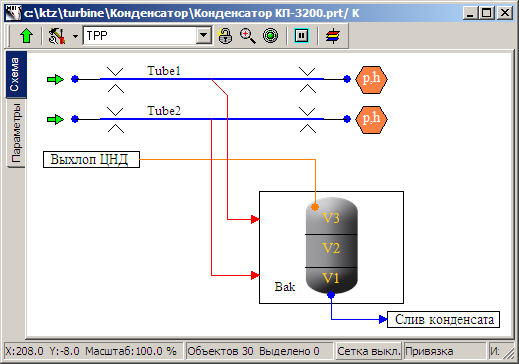 c:\ktz\turbine\Конденсатор\Конденсатор КП-3200.prt/ К
TPP
Схема
Параметры
Tube1
p,h
Tube2
p,h
Выхлоп ЦНД
V3
V2
V1
Bak
Слив конденсата
X:208.0 Y:-8.0 Масштаб:100.0 %
Объектов 30 Выделено 0
Сетка выкл.
Привязка
И: